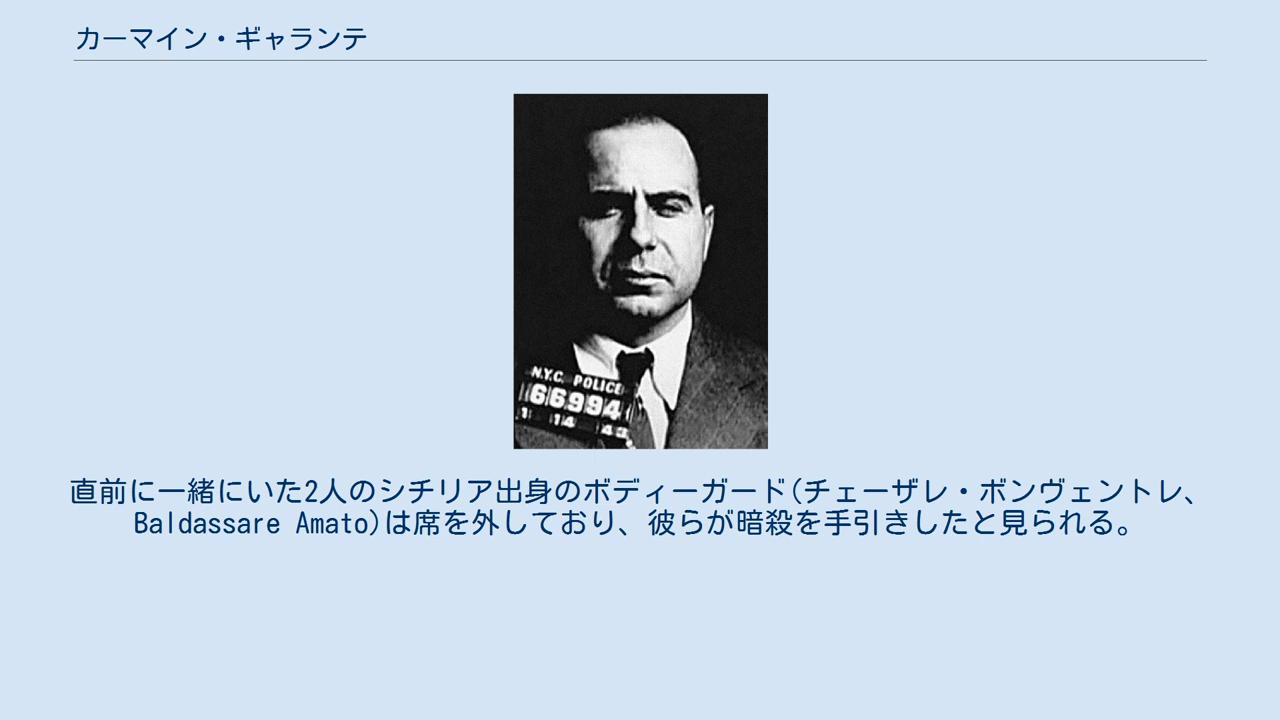 カーマイン・ギャランテ
N.Y.C. POLICE
66994
1 14 43
直前に一緒にいた2人のシチリア出身のボディーガード(チェーザレ・ボンヴェントレ、
Baldassare Amato)は席を外しており、彼らが暗殺を手引きしたと見られる。